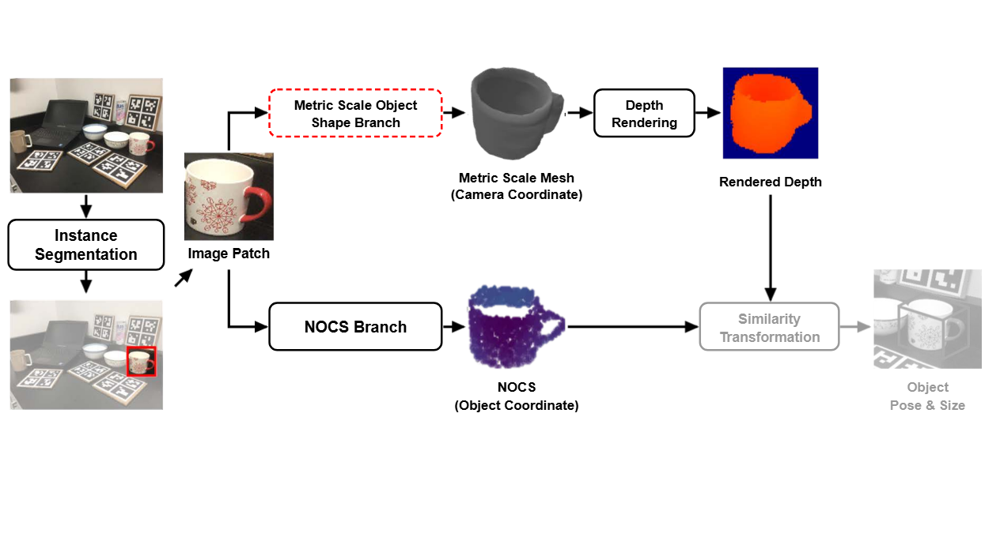 Instance
Segmentation
Image Patch
Metric Scale Object
Shape Branch
Metric Scale Mesh
(Camera Coordinate)
Depth
Rendering
Rendered Depth
NOCS Branch
NOCS
(Object Coordinate)
Similarity
Transformation
Object
Pose & Size